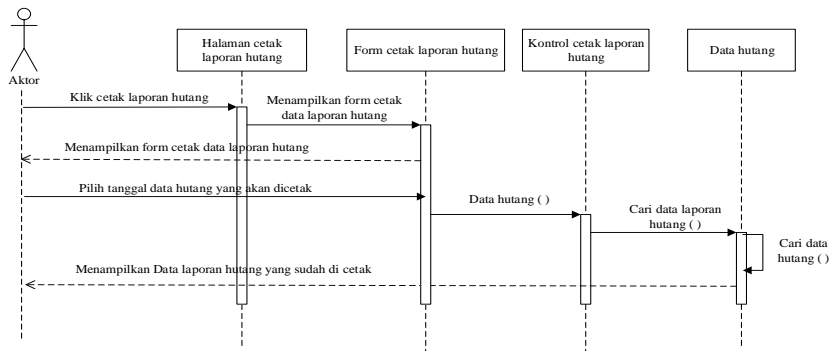 Halaman cetak
laporan hutang
Form cetak laporan hutang
Kontrol cetak laporan
hutang
Data hutang
Aktor
Klik cetak laporan hutang
Menampilkan form cetak
data laporan hutang
Menampilkan form cetak data laporan hutang
Pilih tanggal data hutang yang akan dicetak
Data hutang ( )
Cari data laporan
hutang ( )
Cari data
hutang ( )
Menampilkan Data laporan hutang yang sudah di cetak